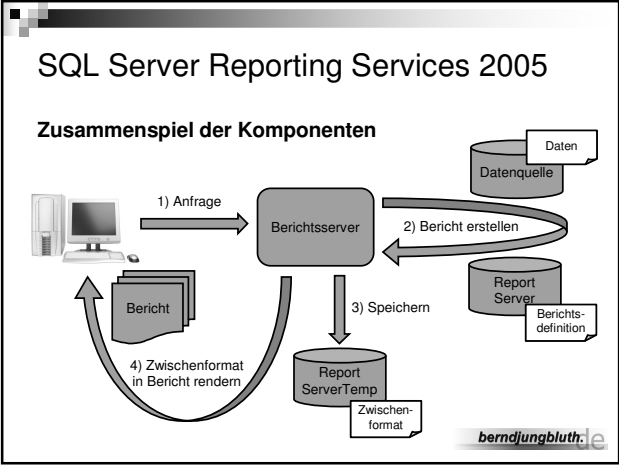 SQL Server Reporting Services 2005
Zusammenspiel der Komponenten
Daten
Datenquelle
1) Anfrage
Berichtsserver
2) Bericht erstellen
Report
Server
Berichts-
definition
Bericht
3) Speichern
4) Zwischenformat
in Bericht rendern
Report
ServerTemp
Zwischen-
format
berndjungbluth.de